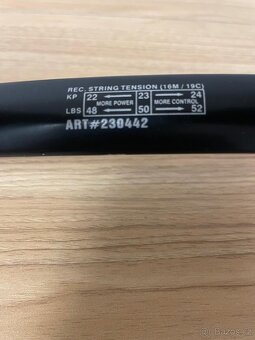 REC. STRING TENSION (16M / 19C)
KP 22 ←→ 23 ←→ 24
MORE POWER MORE CONTROL
LBS 48 50 52
ART#230442